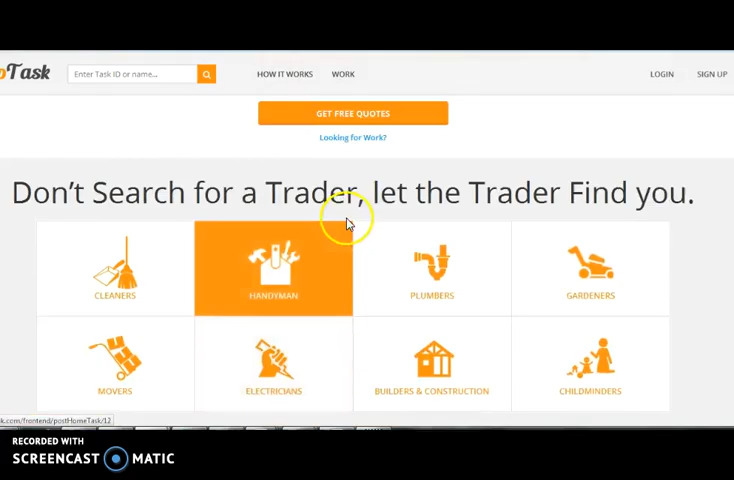 Task
Enter Task ID or name...
HOW IT WORKS
WORK
LOGIN
SIGN UP
GET FREE QUOTES
Looking for Work?
Don't Search for a Trader, let the Trader Find you.
CLEANERS
HANDYMAN
PLUMBERS
GARDENERS
MOVERS
ELECTRICIANS
BUILDERS & CONSTRUCTION
CHILDMINDERS
k.com/frontend/postHomeTask/12
RECORDED WITH
SCREENCAST MATIC